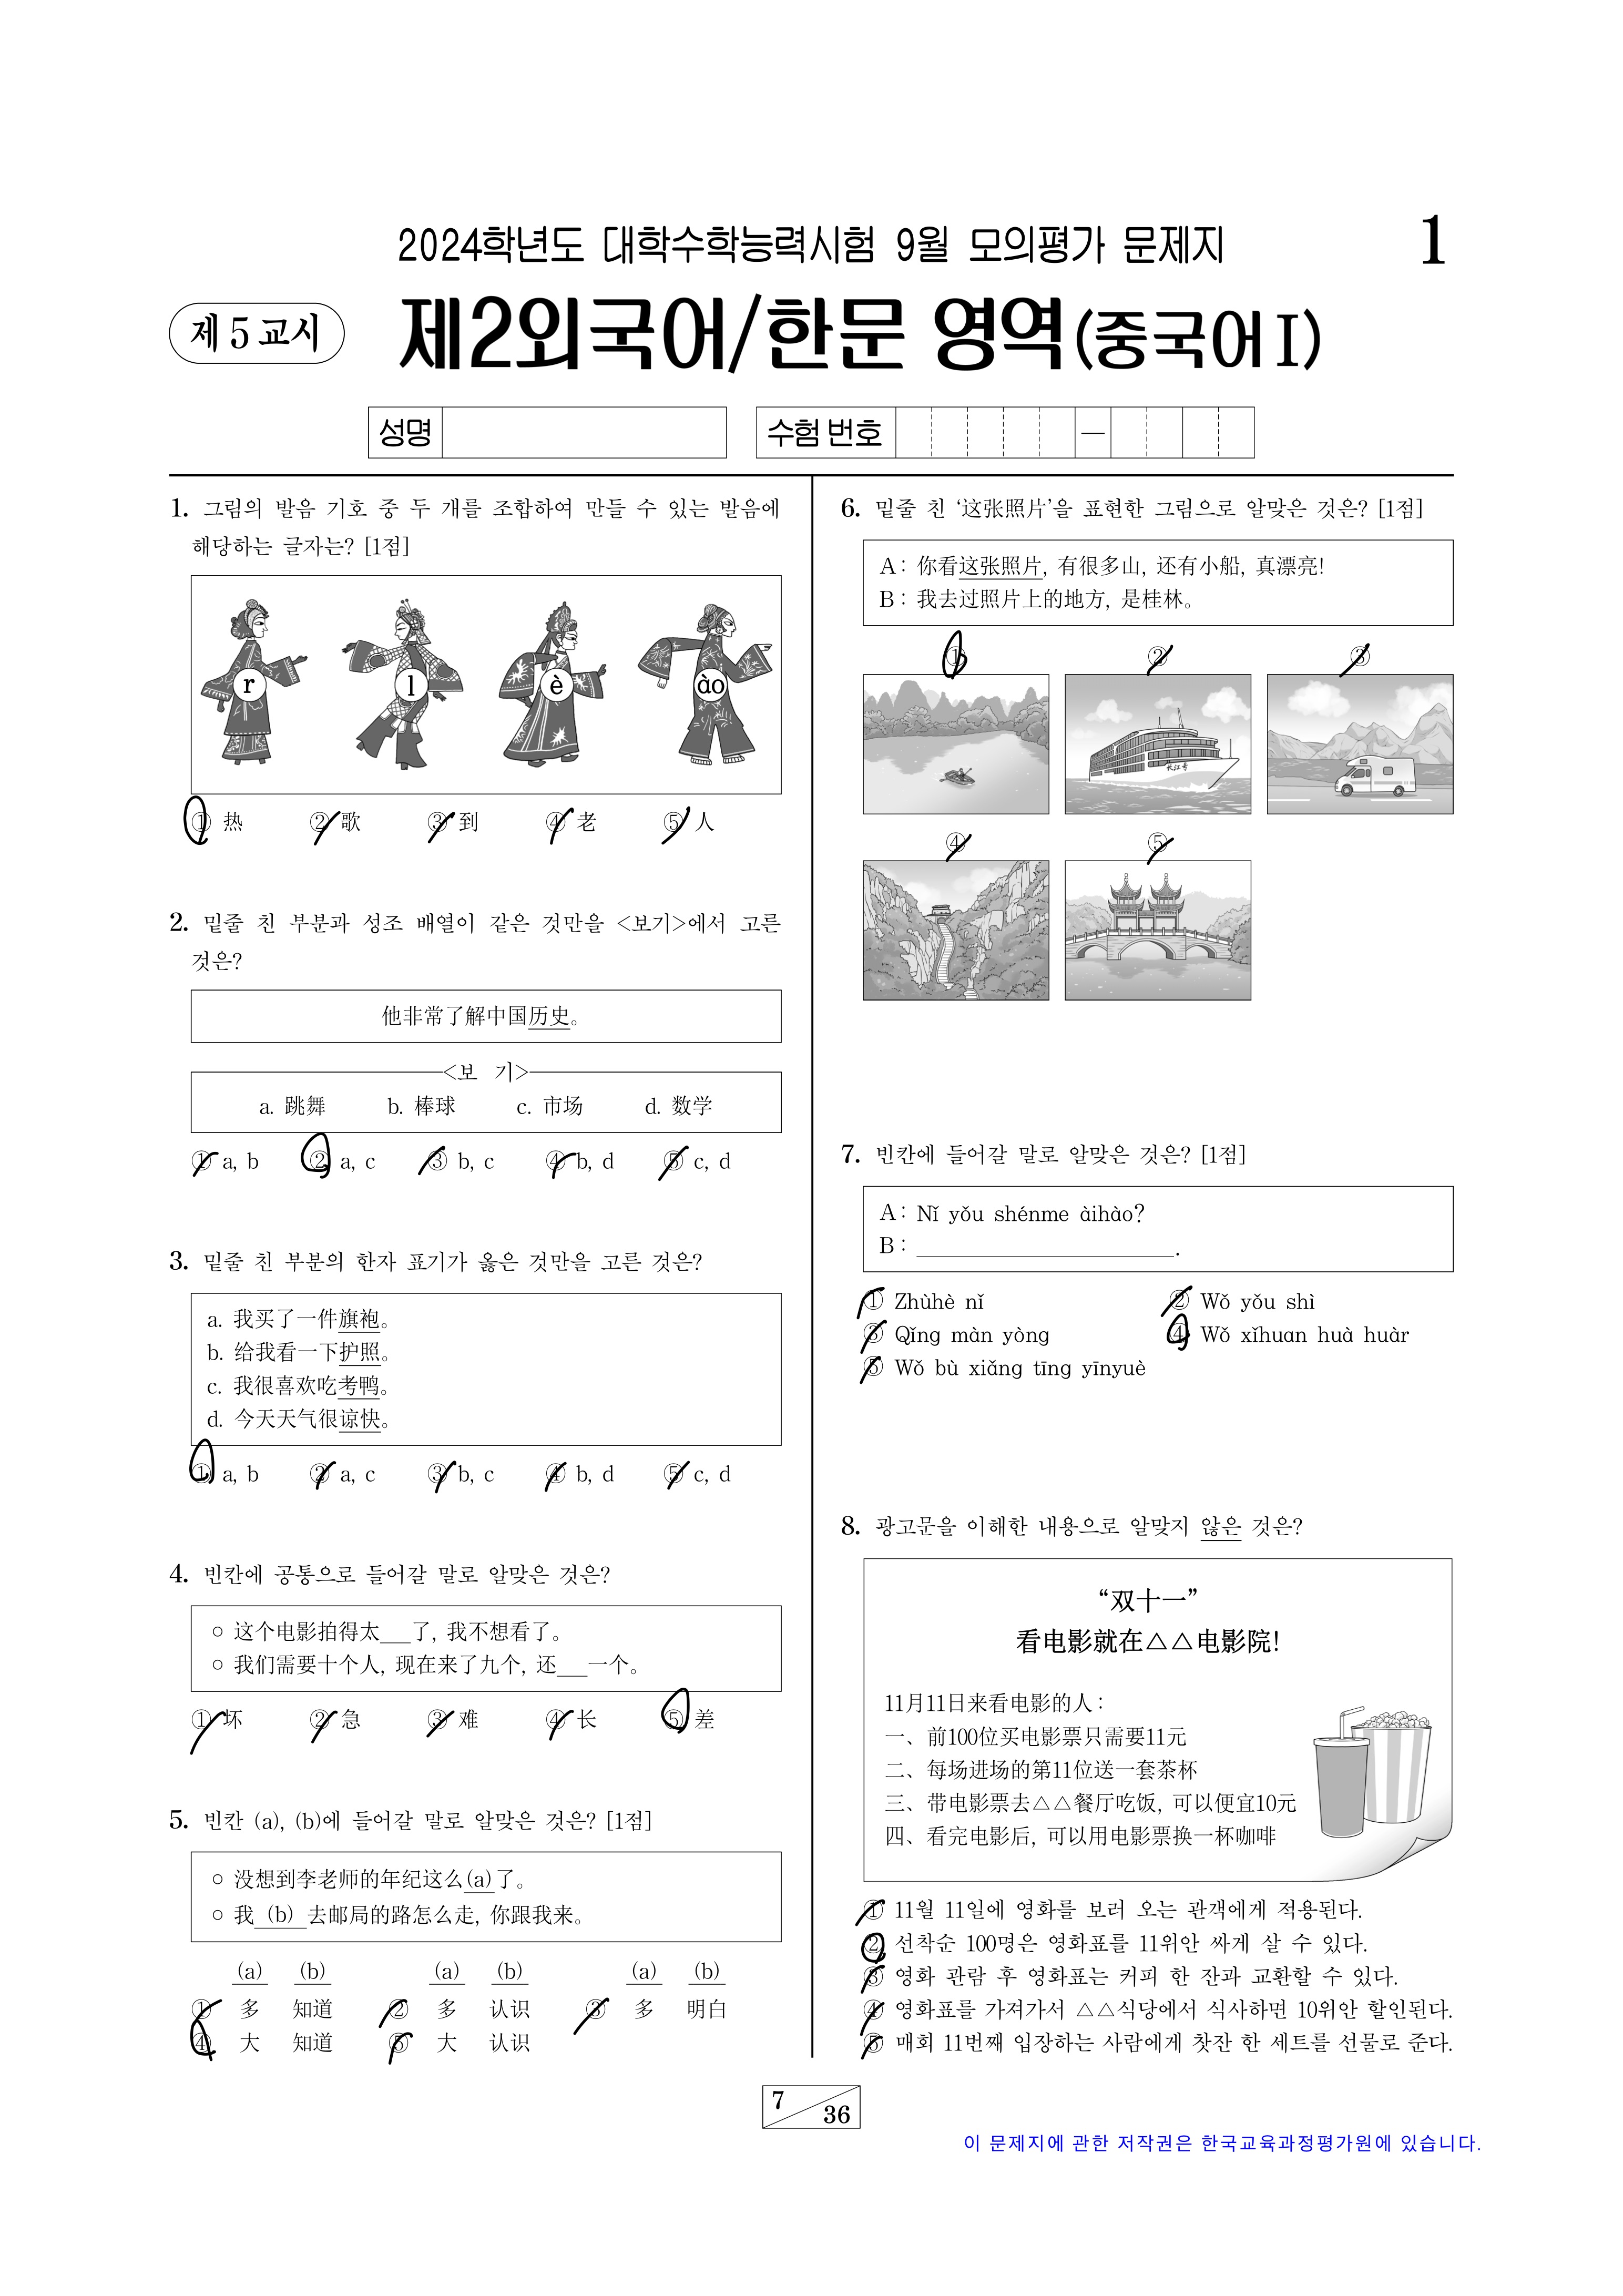 2024학년도 대학수학능력시험 9월 모의평가 문제지
1
제 5 교시
제2외국어/한문 영역(중국어 I)
성명
수험 번호
—
1. 그림의 발음 기호 중 두 개를 조합하여 만들 수 있는 발음에
해당하는 글자는? [1점]
r l è ào
① 热 ② 歌 ③ 到 ④ 老 ⑤ 人
2. 밑줄 친 부분과 성조 배열이 같은 것만을 <보기>에서 고른
것은?
他非常了解中国历史。
<보 기>
a. 跳舞 b. 棒球 c. 市场 d. 数学
① a, b ② a, c ③ b, c ④ b, d ⑤ c, d
3. 밑줄 친 부분의 한자 표기가 옳은 것만을 고른 것은?
a. 我买了一件旗袍。
b. 给我看一下护照。
c. 我很喜欢吃考鸭。
d. 今天天气很谅快。
① a, b ② a, c ③ b, c ④ b, d ⑤ c, d
4. 빈칸에 공통으로 들어갈 말로 알맞은 것은?
○ 这个电影拍得太___了, 我不想看了。
○ 我们需要十个人, 现在来了九个, 还___一个。
① 坏 ② 急 ③ 难 ④ 长 ⑤ 差
5. 빈칸 (a), (b)에 들어갈 말로 알맞은 것은? [1점]
○ 没想到李老师的年纪这么(a)了。
○ 我 (b) 去邮局的路怎么走, 你跟我来。
(a) (b) (a) (b) (a) (b)
① 多 知道 ② 多 认识 ③ 多 明白
④ 大 知道 ⑤ 大 认识
6. 밑줄 친 ‘这张照片’을 표현한 그림으로 알맞은 것은? [1점]
A : 你看这张照片, 有很多山, 还有小船, 真漂亮!
B : 我去过照片上的地方, 是桂林。
① ② ③
长江号
④ ⑤
7. 빈칸에 들어갈 말로 알맞은 것은? [1점]
A : Nǐ yǒu shénme àihào?
B : ______________________.
① Zhùhè nǐ ② Wǒ yǒu shì
③ Qǐng màn yòng ④ Wǒ xǐhuan huà huàr
⑤ Wǒ bù xiǎng tīng yīnyuè
8. 광고문을 이해한 내용으로 알맞지 않은 것은?
“双十一”
看电影就在△△电影院!
11月11日来看电影的人 :
一、前100位买电影票只需要11元
二、每场进场的第11位送一套茶杯
三、带电影票去△△餐厅吃饭, 可以便宜10元
四、看完电影后, 可以用电影票换一杯咖啡
① 11월 11일에 영화를 보러 오는 관객에게 적용된다.
② 선착순 100명은 영화표를 11위안 싸게 살 수 있다.
③ 영화 관람 후 영화표는 커피 한 잔과 교환할 수 있다.
④ 영화표를 가져가서 △△식당에서 식사하면 10위안 할인된다.
⑤ 매회 11번째 입장하는 사람에게 찻잔 한 세트를 선물로 준다.
7 36
이 문제지에 관한 저작권은 한국교육과정평가원에 있습니다.